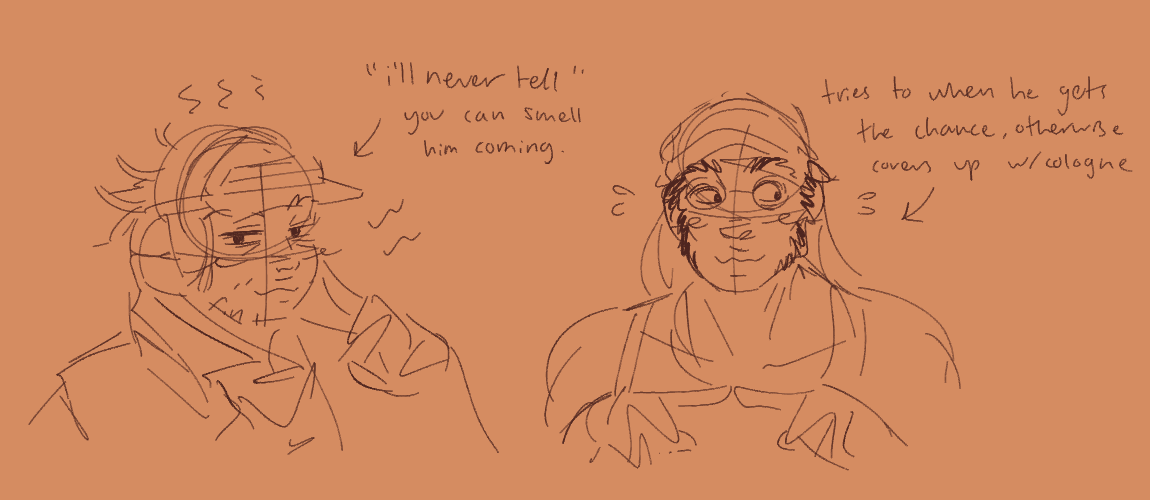 "i'll never tell"
you can smell
him coming.
tries to when he gets
the chance, otherwise
covers up w/cologne